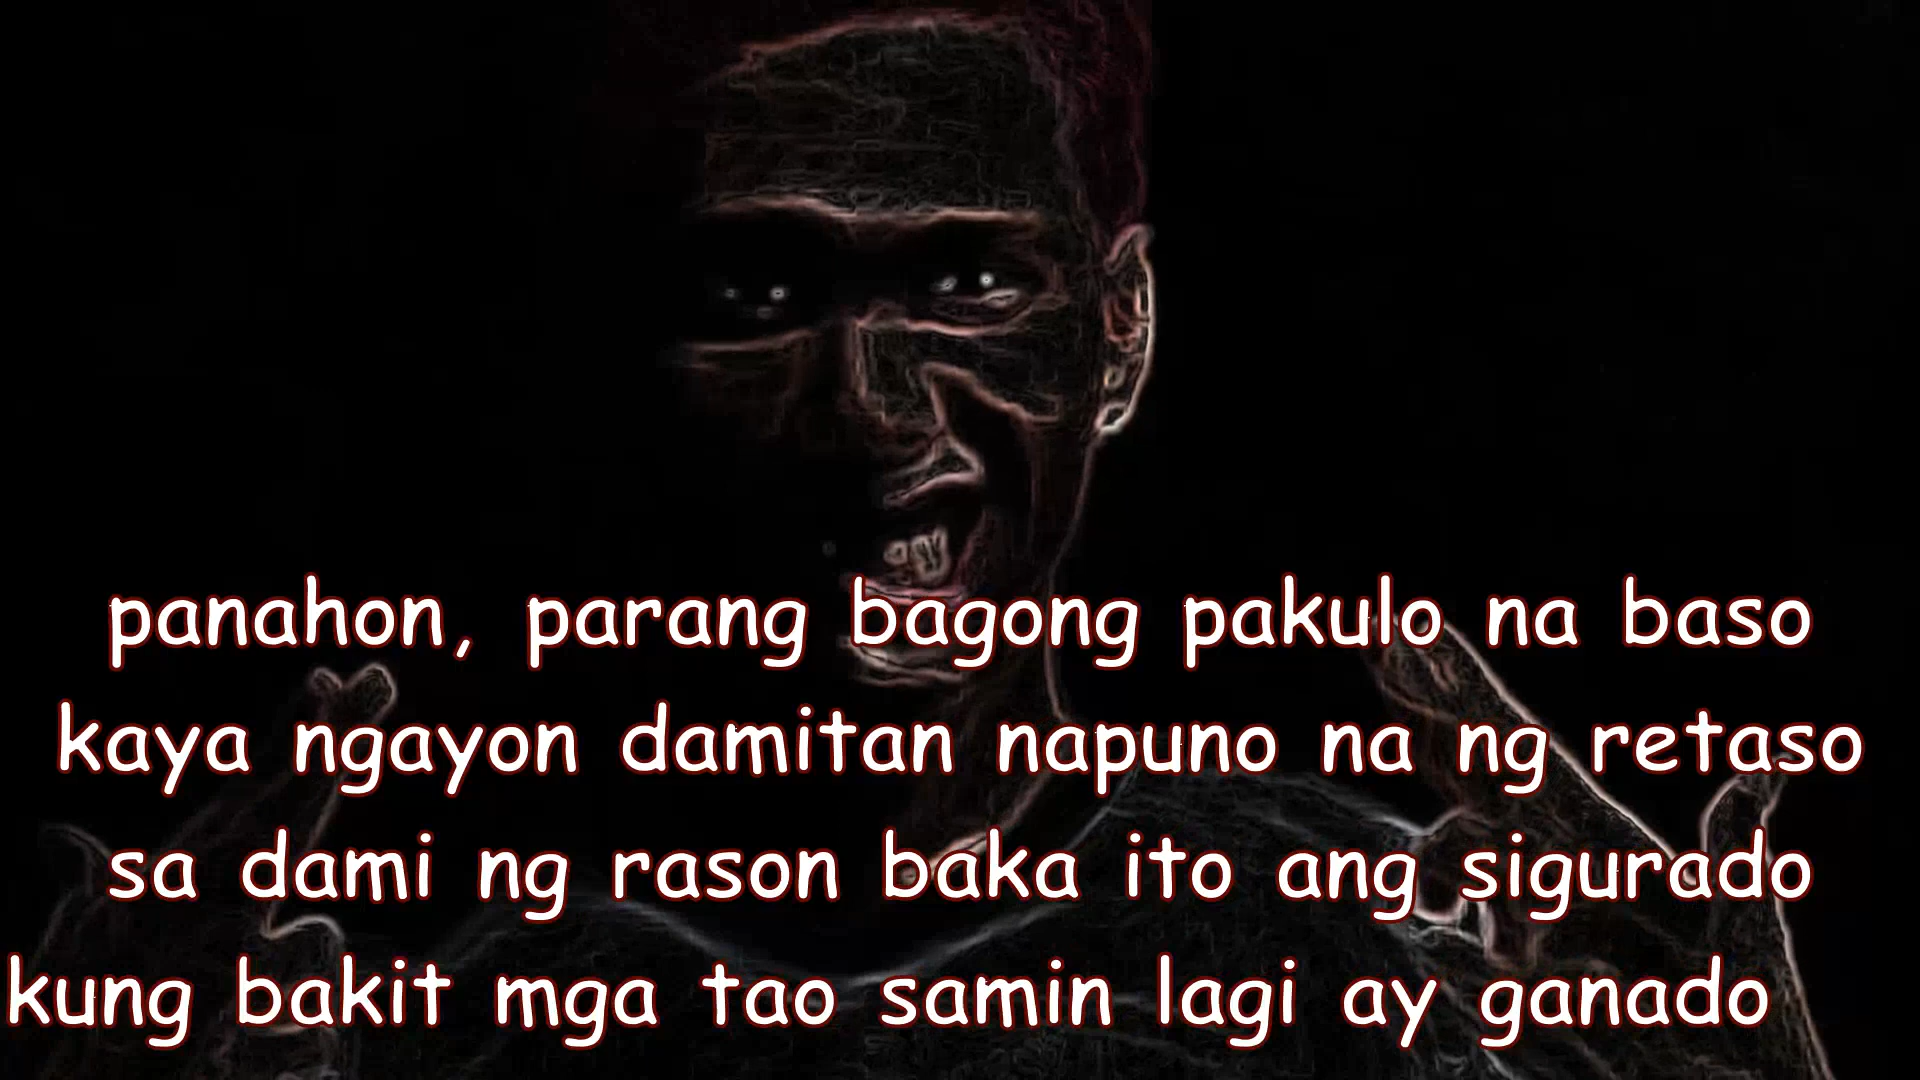 panahon, parang bagong pakulo na baso
kaya ngayon damitan napuno na ng retaso
sa dami ng rason baka ito ang sigurado
kung bakit mga tao samin lagi ay ganado